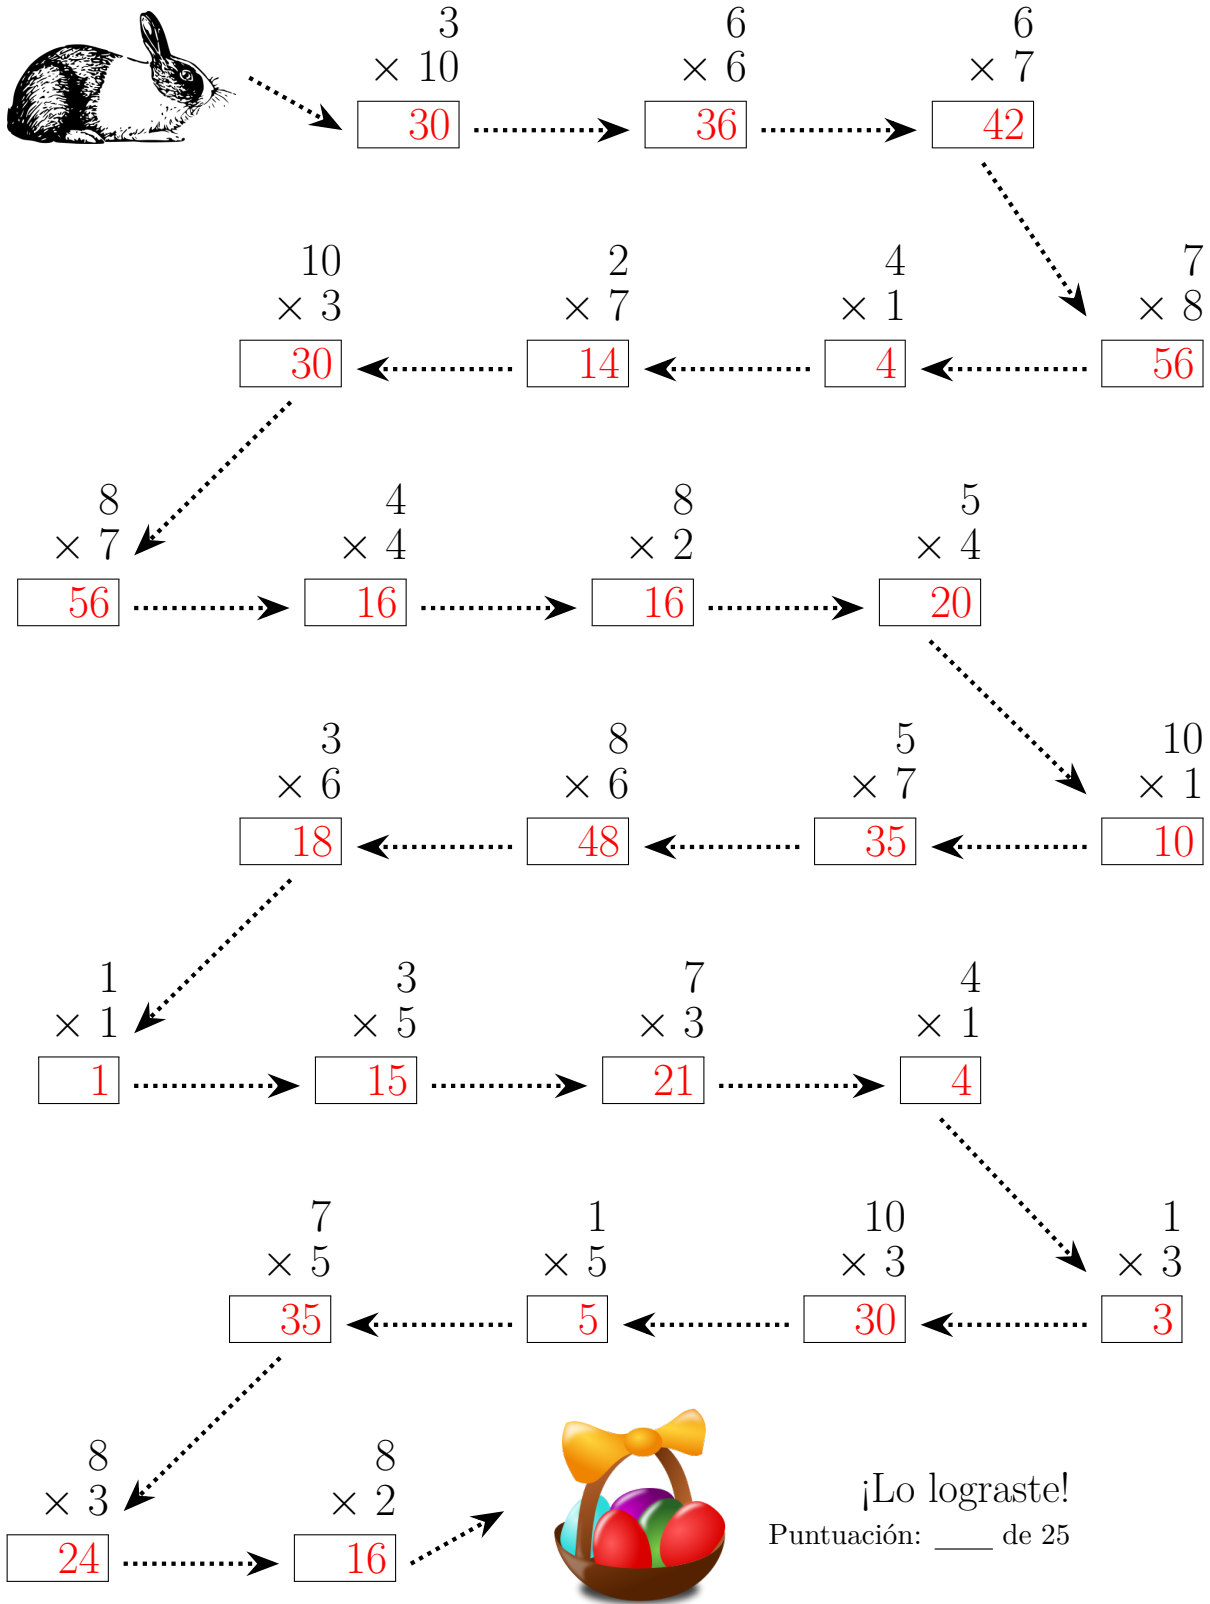 3 6 6
× 10 × 6 × 7
30 36 42
10 2 4 7
× 3 × 7 × 1 × 8
30 14 4 56
8 4 8 5
× 7 × 4 × 2 × 4
56 16 16 20
3 8 5 10
× 6 × 6 × 7 × 1
18 48 35 10
1 3 7 4
× 1 × 5 × 3 × 1
1 15 21 4
7 1 10 1
× 5 × 5 × 3 × 3
35 5 30 3
8 8
× 3 × 2
24 16
¡Lo lograste!
Puntuación: ____ de 25